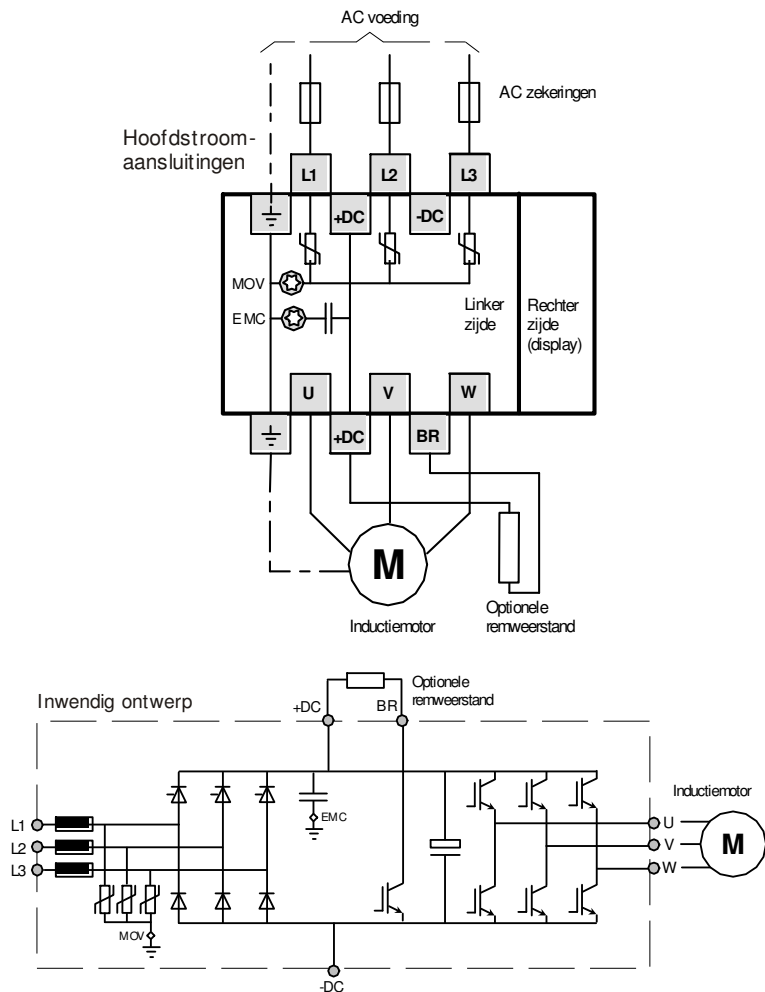 AC voeding
AC zekeringen
Hoofdstroom-
aansluitingen
L1
L2
L3
+DC
-DC
MOV
EMC
Linker
zijde
Rechter
zijde
(display)
U
V
W
+DC
BR
M
Inductiemotor
Optionele
remweerstand
Inwendig ontwerp
+DC
BR
Optionele
remweerstand
Inductiemotor
EMC
L1
L2
L3
U
V
W
M
MOV
-DC